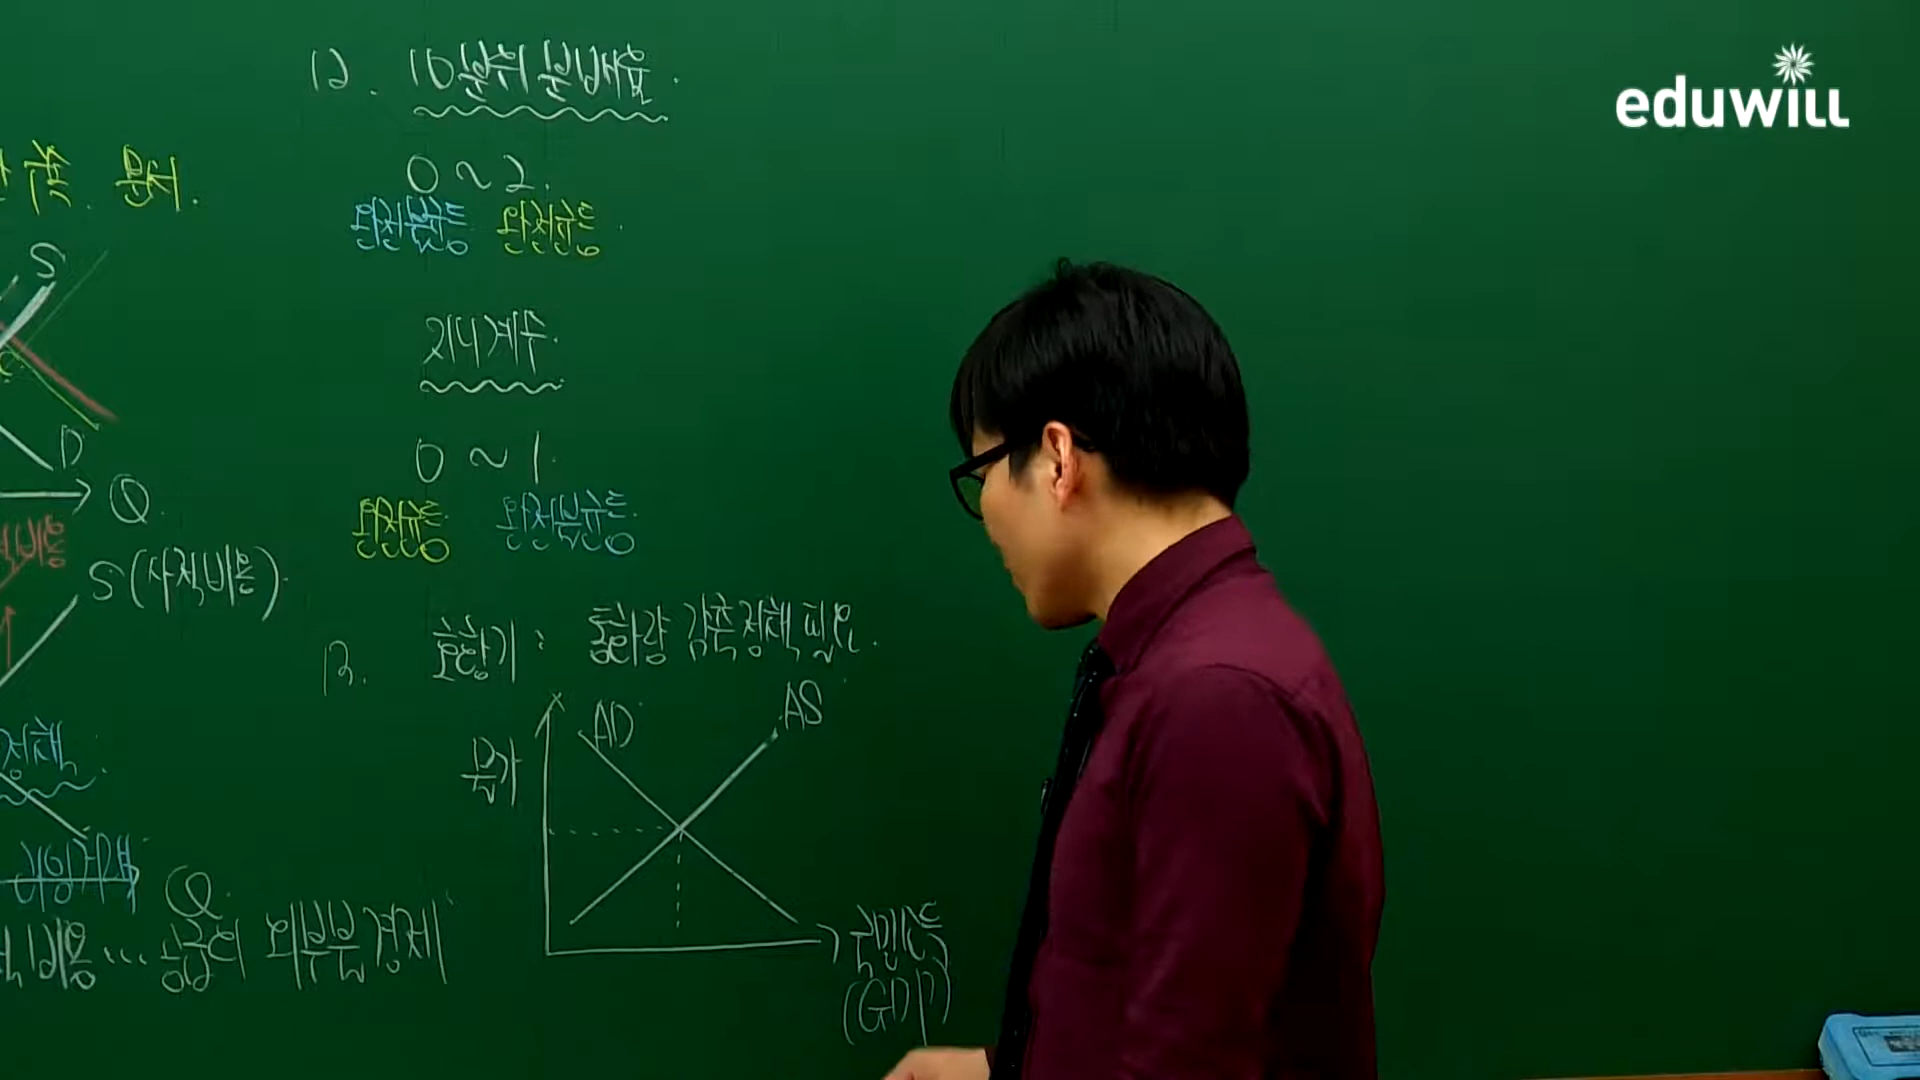 eduwill
12. 10분위 분배율.
0 ~ 2.
완전불균등 완전균등.
지니계수.
0 ~ 1.
완전균등. 완전불균등.
문서.
S
D
Q.
S (사적비용).
정책.
Q.
외부불경제
13. 호황기 : 통화량 감축정책 필요.
AD
AS
물가
국민소득
(GDP)